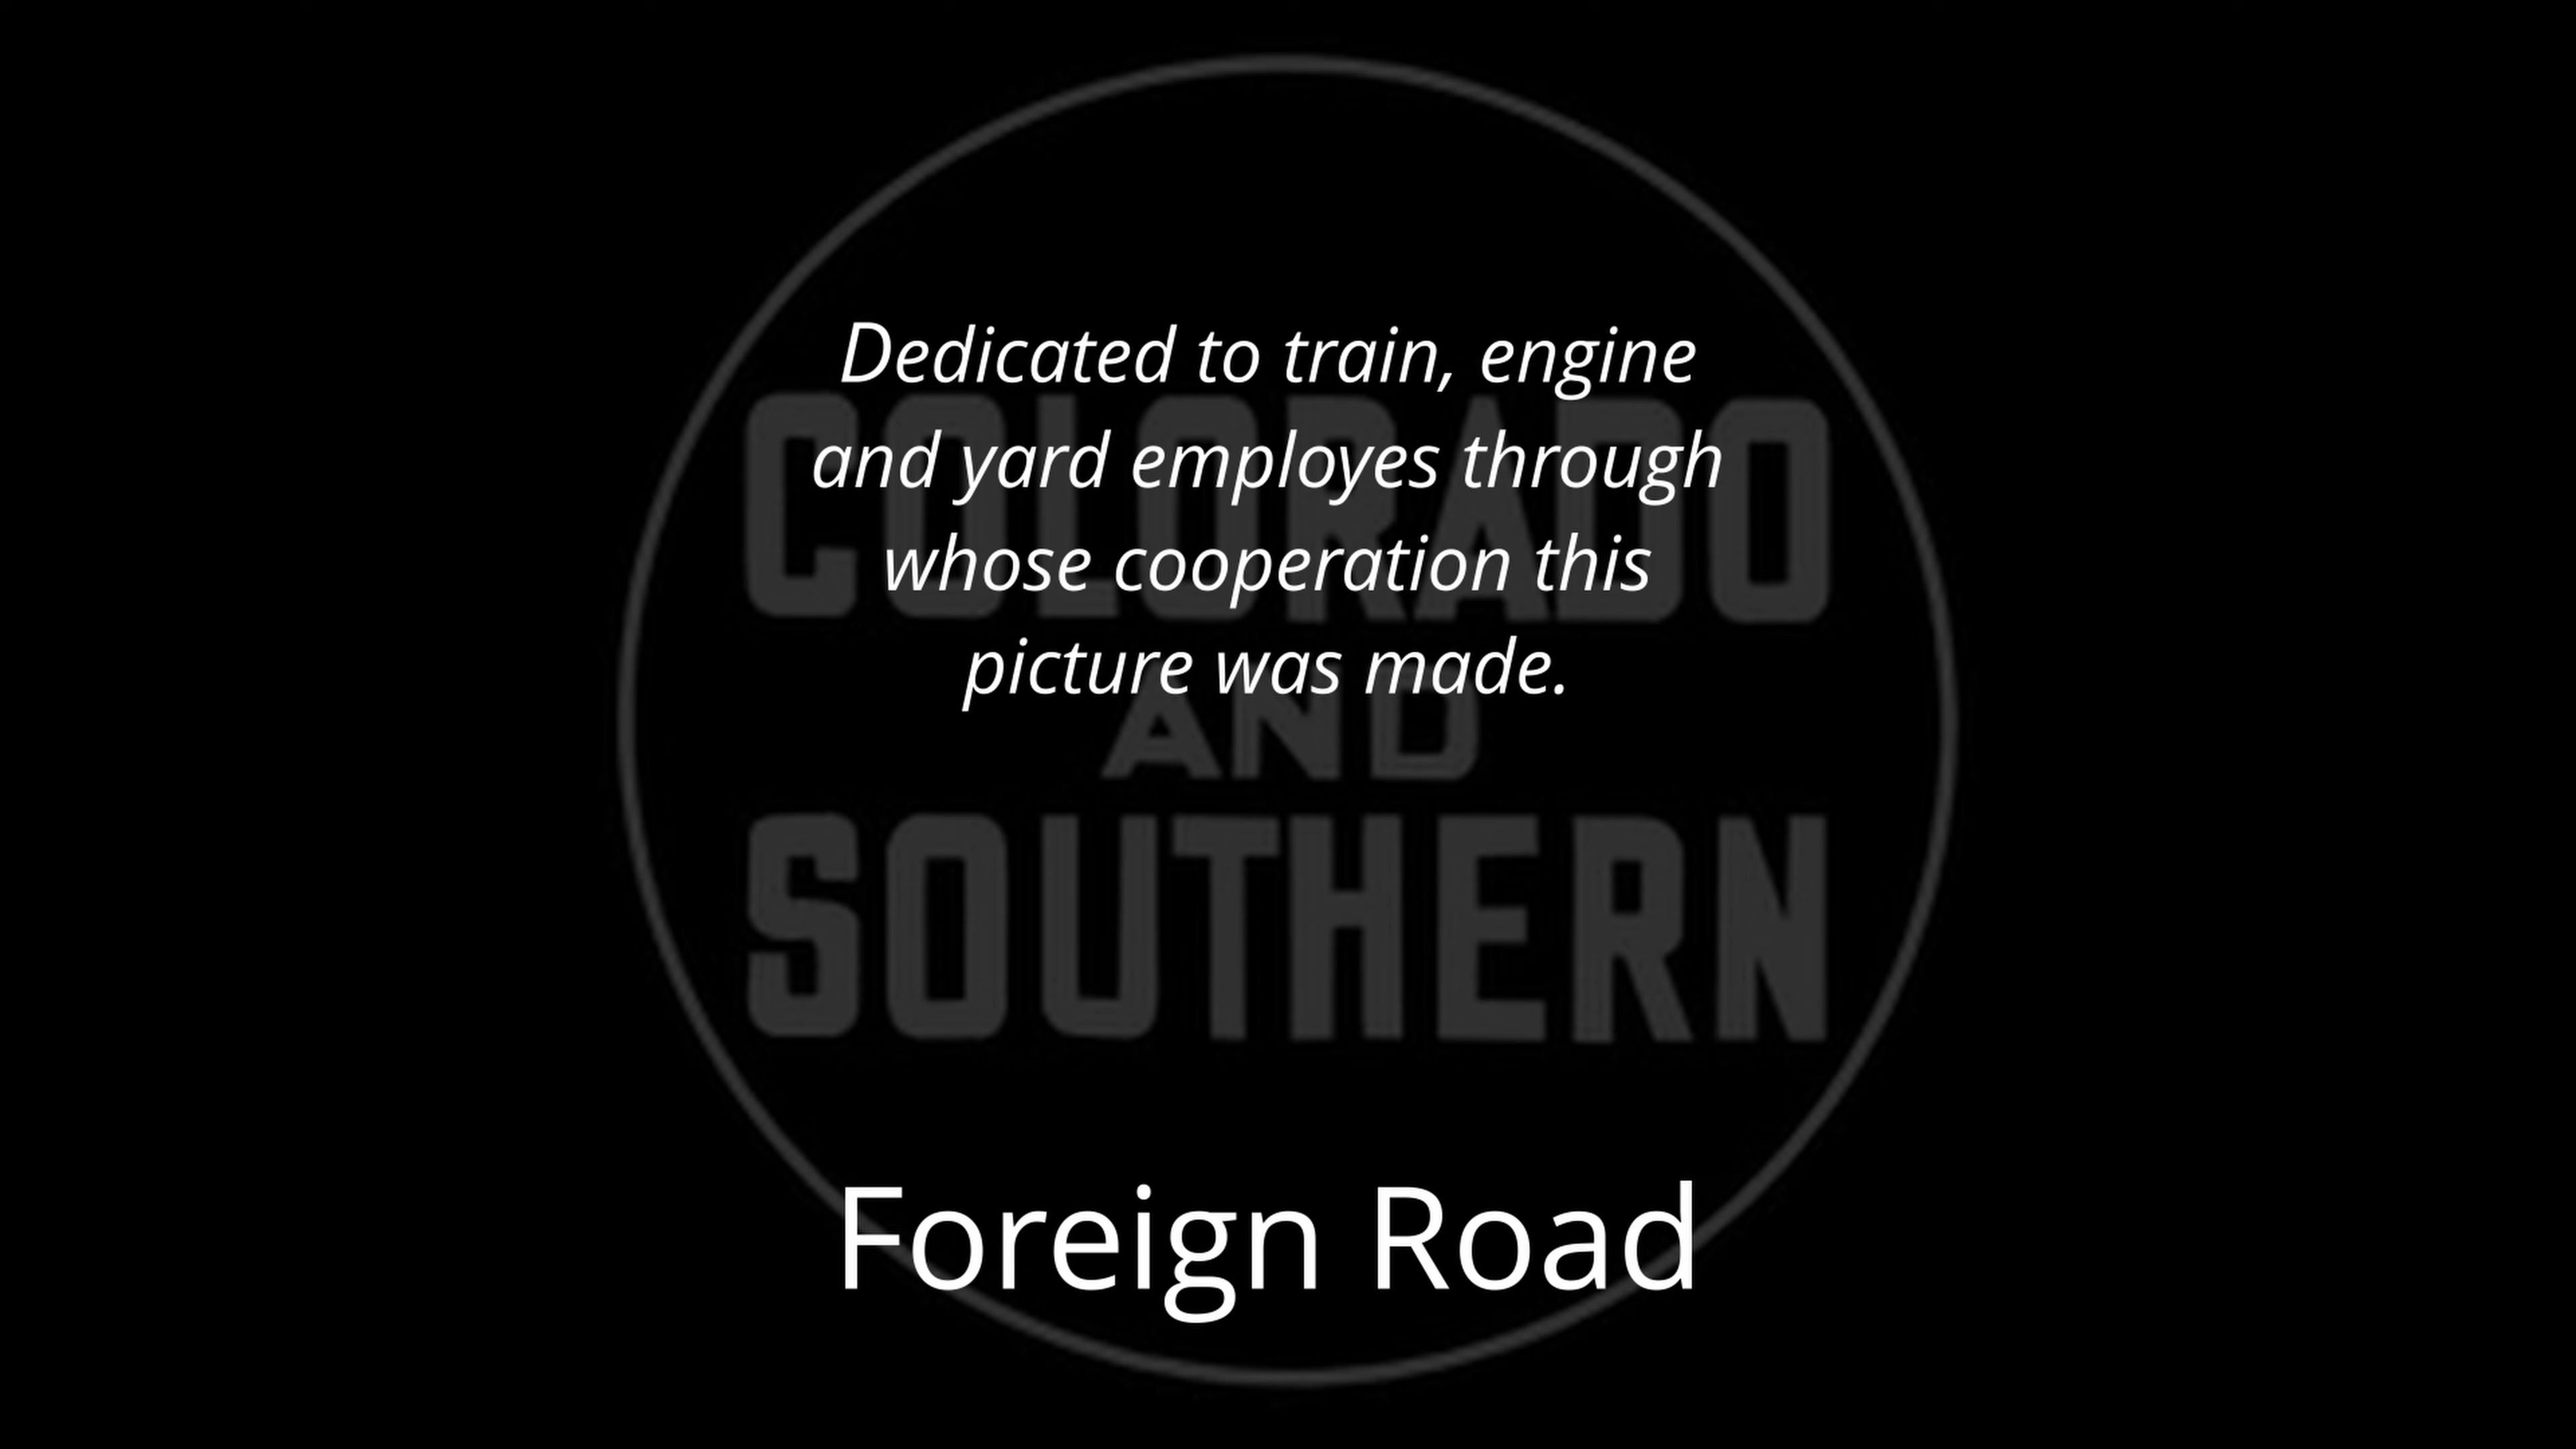 Dedicated to train, engine
and yard employes through
whose cooperation this
picture was made.
COLORADO
AND
SOUTHERN
Foreign Road